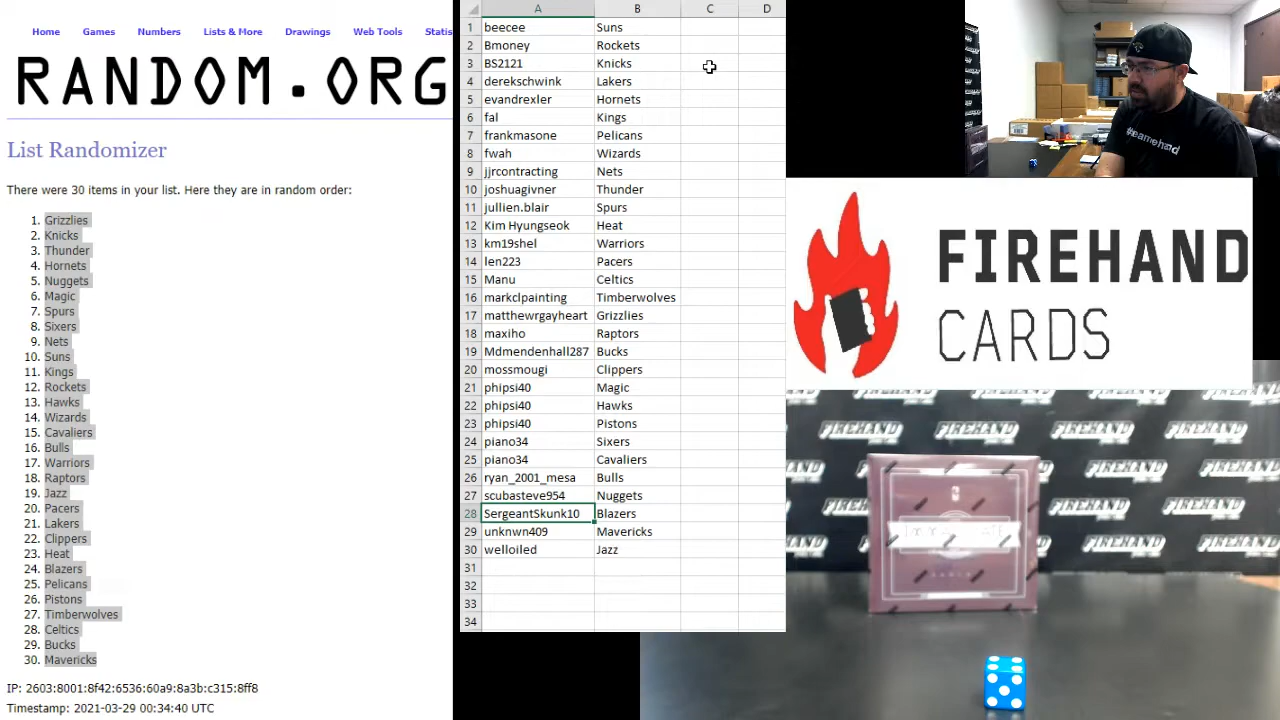 Home Games Numbers Lists & More Drawings Web Tools Statis
RANDOM.ORG
List Randomizer
There were 30 items in your list. Here they are in random order:
1. Grizzlies
2. Knicks
3. Thunder
4. Hornets
5. Nuggets
6. Magic
7. Spurs
8. Sixers
9. Nets
10. Suns
11. Kings
12. Rockets
13. Hawks
14. Wizards
15. Cavaliers
16. Bulls
17. Warriors
18. Raptors
19. Jazz
20. Pacers
21. Lakers
22. Clippers
23. Heat
24. Blazers
25. Pelicans
26. Pistons
27. Timberwolves
28. Celtics
29. Bucks
30. Mavericks
IP: 2603:8001:8f42:6536:60a9:8a3b:c315:8ff8
Timestamp: 2021-03-29 00:34:40 UTC
A B C D
1 beecee Suns
2 Bmoney Rockets
3 BS2121 Knicks
4 derekschwink Lakers
5 evandrexler Hornets
6 fal Kings
7 frankmasone Pelicans
8 fwah Wizards
9 jjrcontracting Nets
10 joshuagivner Thunder
11 jullien.blair Spurs
12 Kim Hyungseok Heat
13 km19shel Warriors
14 len223 Pacers
15 Manu Celtics
16 markclpainting Timberwolves
17 matthewrgayheart Grizzlies
18 maxiho Raptors
19 Mdmendenhall287 Bucks
20 mossmougi Clippers
21 phipsi40 Magic
22 phipsi40 Hawks
23 phipsi40 Pistons
24 piano34 Sixers
25 piano34 Cavaliers
26 ryan_2001_mesa Bulls
27 scubasteve954 Nuggets
28 SergeantSkunk10 Blazers
29 unknwn409 Mavericks
30 welloiled Jazz
31
32
33
34
#teamfirehand
FIREHAND
CARDS
FIREHAND FIREHAND FIREHAND
FIREHAND FIREHAND
FIREHAND FIREHAND